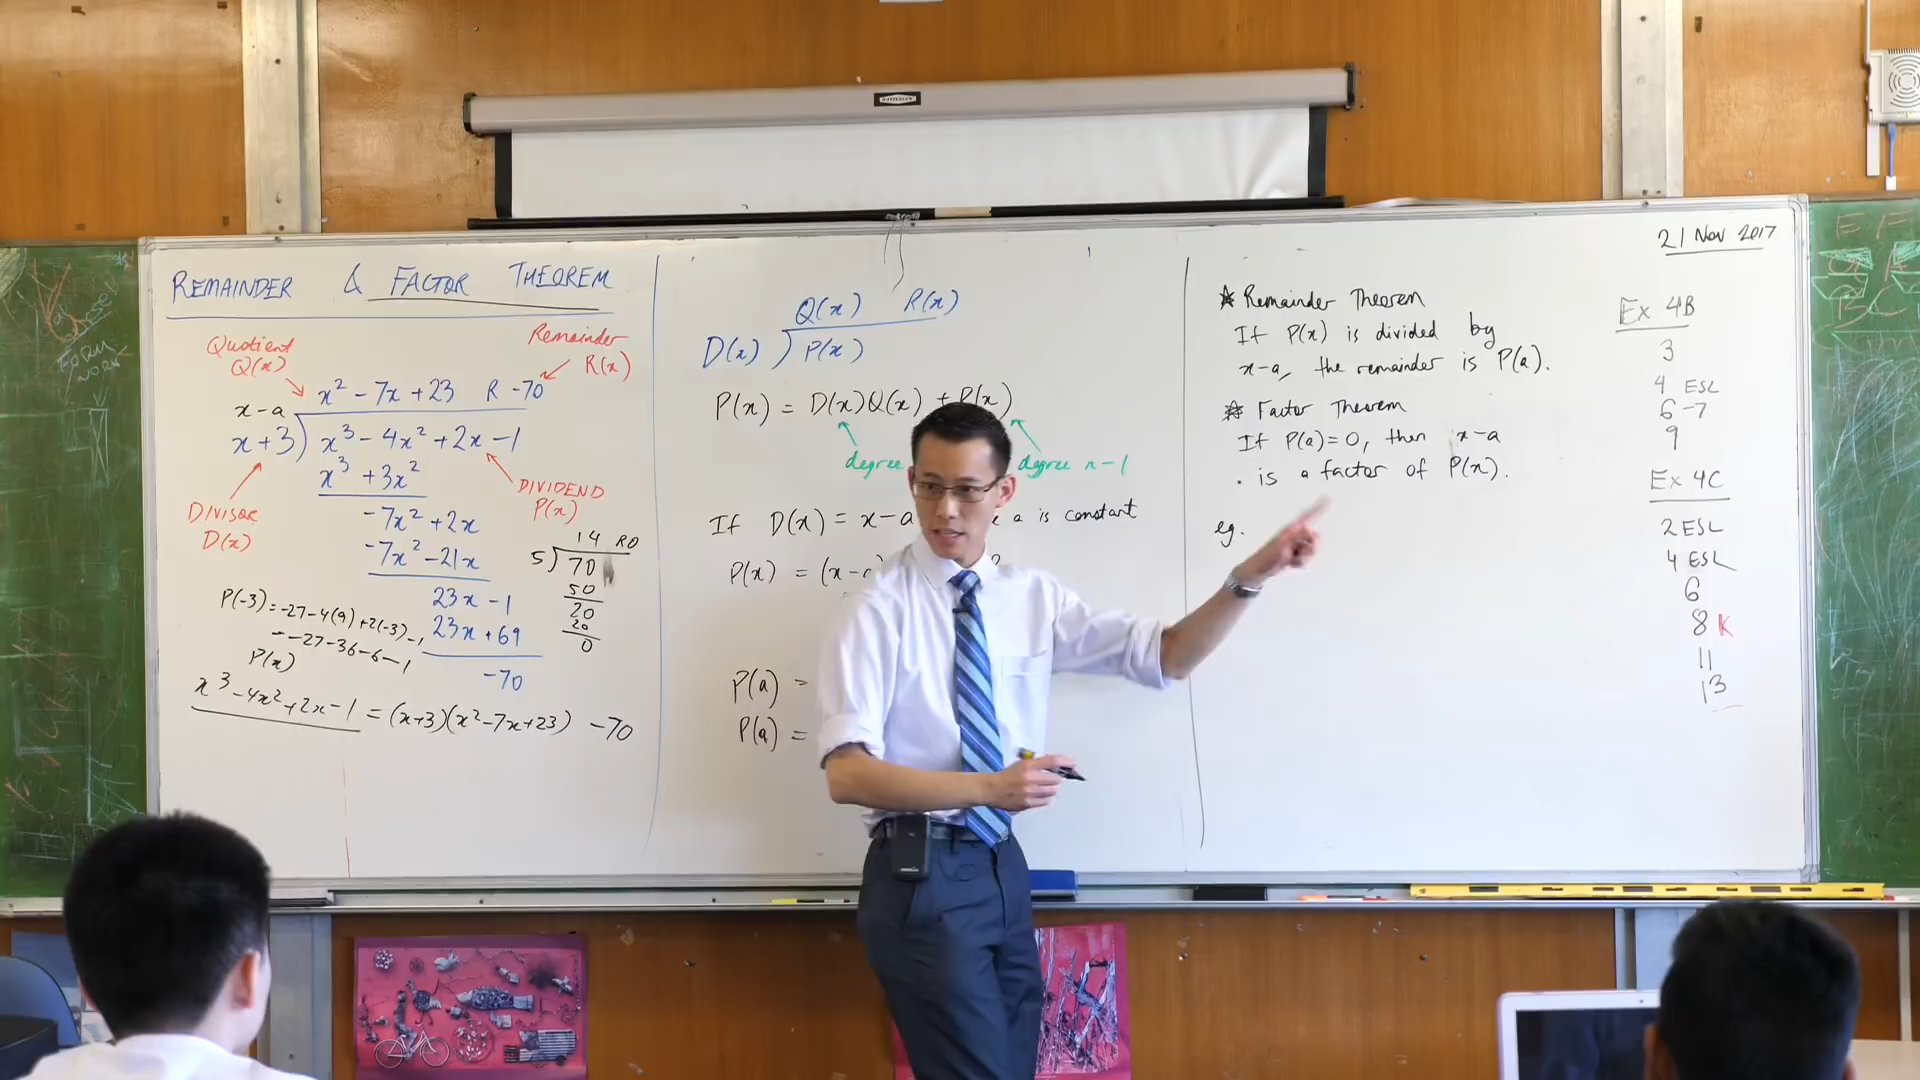 REMAINDER & FACTOR THEOREM
Quotient
Q(x)
Remainder
R(x)
x² - 7x + 23 R -70
x-a
x+3) x³ - 4x² + 2x - 1
x³ + 3x²
DIVISOR
D(x)
DIVIDEND
P(x)
-7x² + 2x
-7x² - 21x
23x - 1
23x + 69
-70
14 R0
5) 70
50
20
20
0
P(-3) = -27-4(9)+2(-3)-1
= -27-36-6-1
P(x)
x³-4x²+2x-1 = (x+3)(x²-7x+23) -70
Q(x) R(x)
D(x) ) P(x)
P(x) = D(x)Q(x) + R(x)
degree
degree n-1
If D(x) = x-a
a is constant
P(x) =
P(a) =
P(a) =
21 Nov 2017
* Remainder Theorem
If P(x) is divided by
x-a, the remainder is P(a).
* Factor Theorem
If P(a)=0, then x-a
is a factor of P(x).
eg.
Ex 4B
3
4 ESL
6-7
9
Ex 4C
2 ESL
4 ESL
6
8 K
11
13